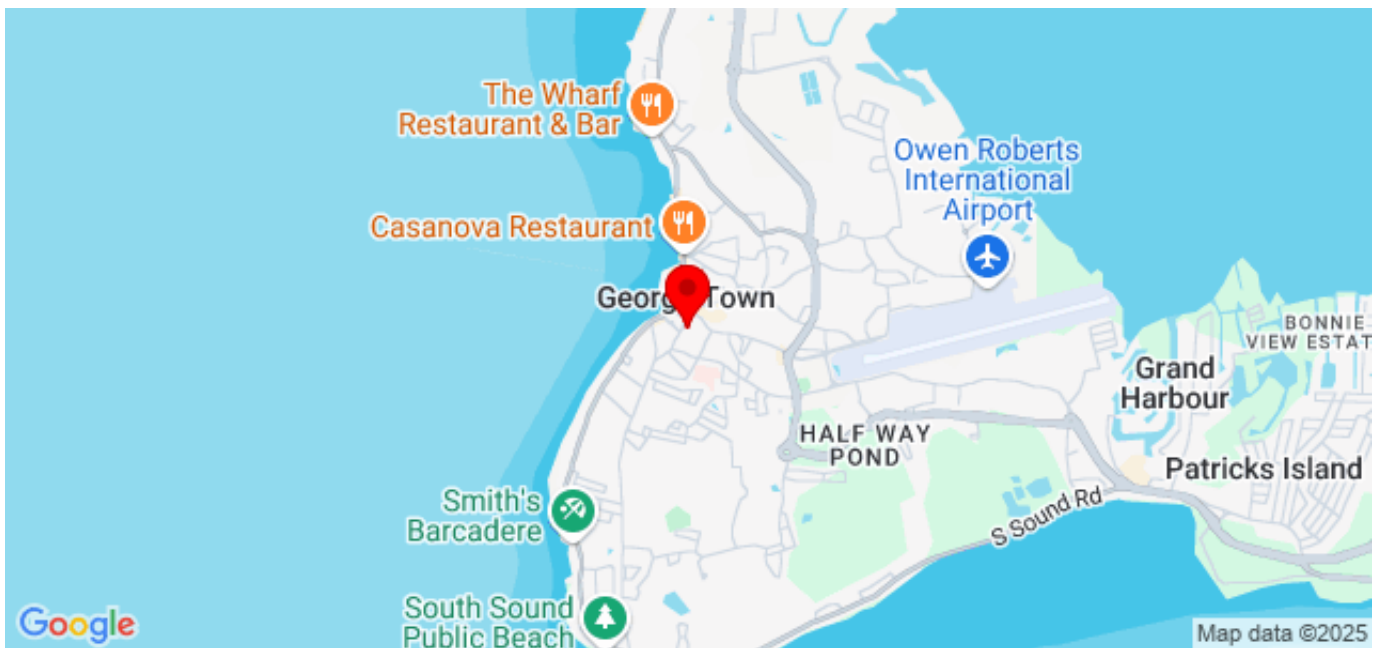 The Wharf
Restaurant & Bar
Owen Roberts
International
Airport
Casanova Restaurant
George Town
BONNIE
VIEW ESTAT
Grand
Harbour
HALF WAY
POND
Patricks Island
Smith's
Barcadere
S Sound Rd
South Sound
Public Beach
Google
Map data ©2025